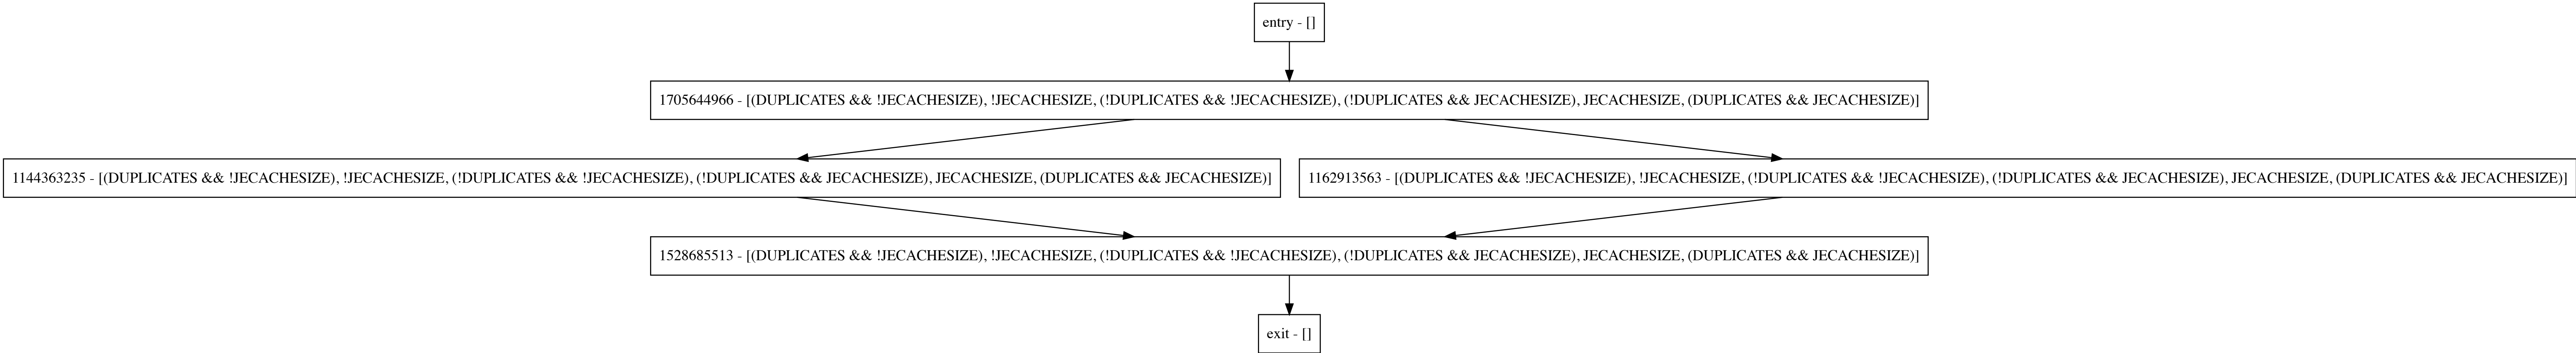 entry - []
1705644966 - [(DUPLICATES && !JECACHESIZE), !JECACHESIZE, (!DUPLICATES && !JECACHESIZE), (!DUPLICATES && JECACHESIZE), JECACHESIZE, (DUPLICATES && JECACHESIZE)]
1144363235 - [(DUPLICATES && !JECACHESIZE), !JECACHESIZE, (!DUPLICATES && !JECACHESIZE), (!DUPLICATES && JECACHESIZE), JECACHESIZE, (DUPLICATES && JECACHESIZE)]
1162913563 - [(DUPLICATES && !JECACHESIZE), !JECACHESIZE, (!DUPLICATES && !JECACHESIZE), (!DUPLICATES && JECACHESIZE), JECACHESIZE, (DUPLICATES && JECACHESIZE)]
1528685513 - [(DUPLICATES && !JECACHESIZE), !JECACHESIZE, (!DUPLICATES && !JECACHESIZE), (!DUPLICATES && JECACHESIZE), JECACHESIZE, (DUPLICATES && JECACHESIZE)]
exit - []